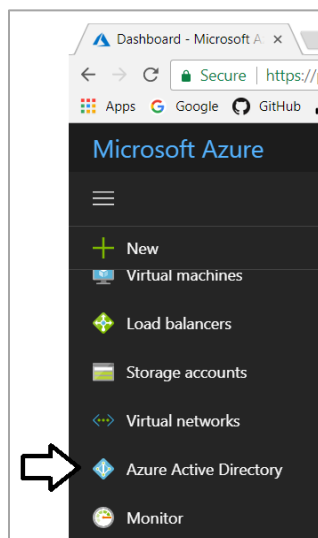 Dashboard - Microsoft A
Secure | https://
Apps Google GitHub
Microsoft Azure
New
Virtual machines
Load balancers
Storage accounts
Virtual networks
Azure Active Directory
Monitor